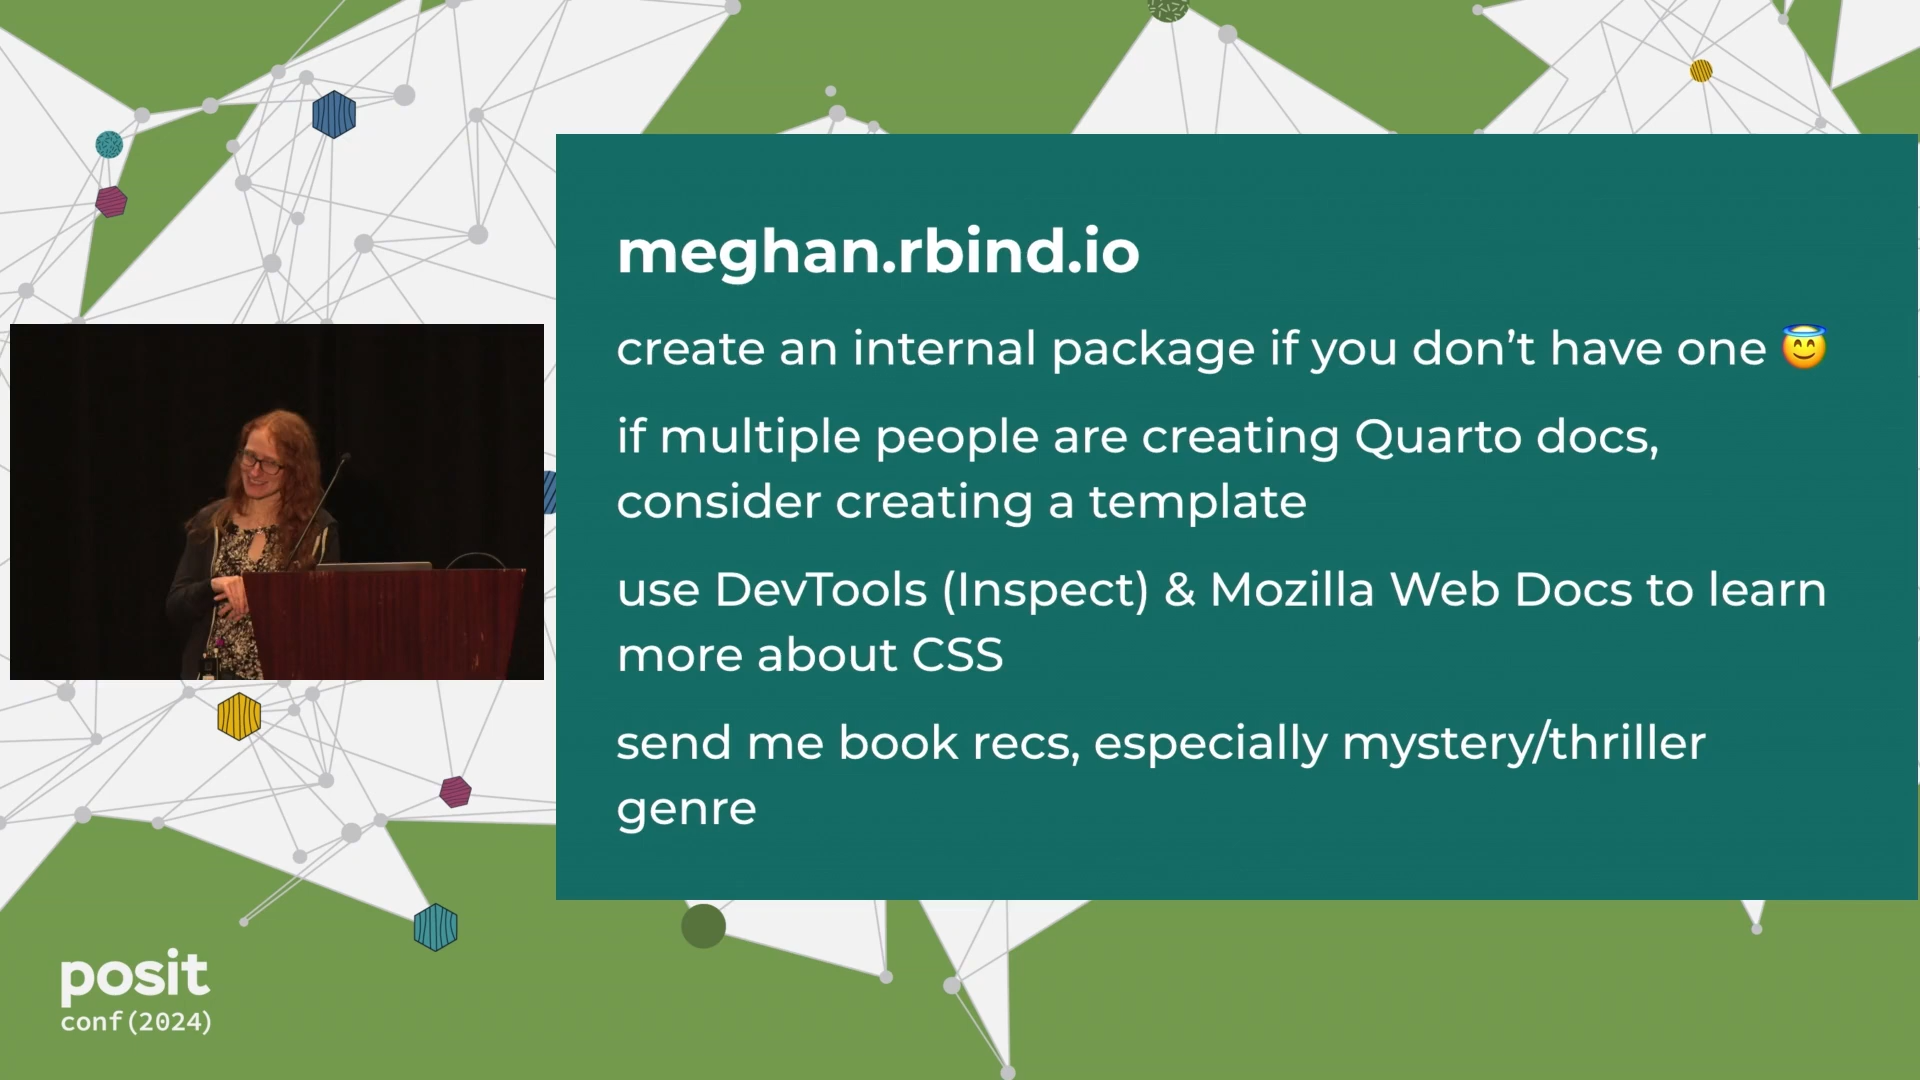 meghan.rbind.io
create an internal package if you don’t have one 😇
if multiple people are creating Quarto docs,
consider creating a template
use DevTools (Inspect) & Mozilla Web Docs to learn
more about CSS
send me book recs, especially mystery/thriller
genre
posit
conf(2024)